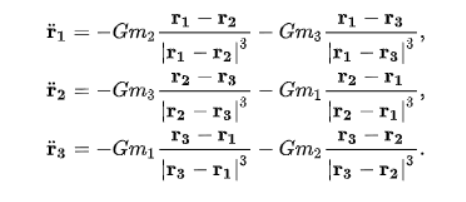 r̈₁ = −Gm₂ (r₁ − r₂)/|r₁ − r₂|³ − Gm₃ (r₁ − r₃)/|r₁ − r₃|³,
r̈₂ = −Gm₃ (r₂ − r₃)/|r₂ − r₃|³ − Gm₁ (r₂ − r₁)/|r₂ − r₁|³,
r̈₃ = −Gm₁ (r₃ − r₁)/|r₃ − r₁|³ − Gm₂ (r₃ − r₂)/|r₃ − r₂|³.